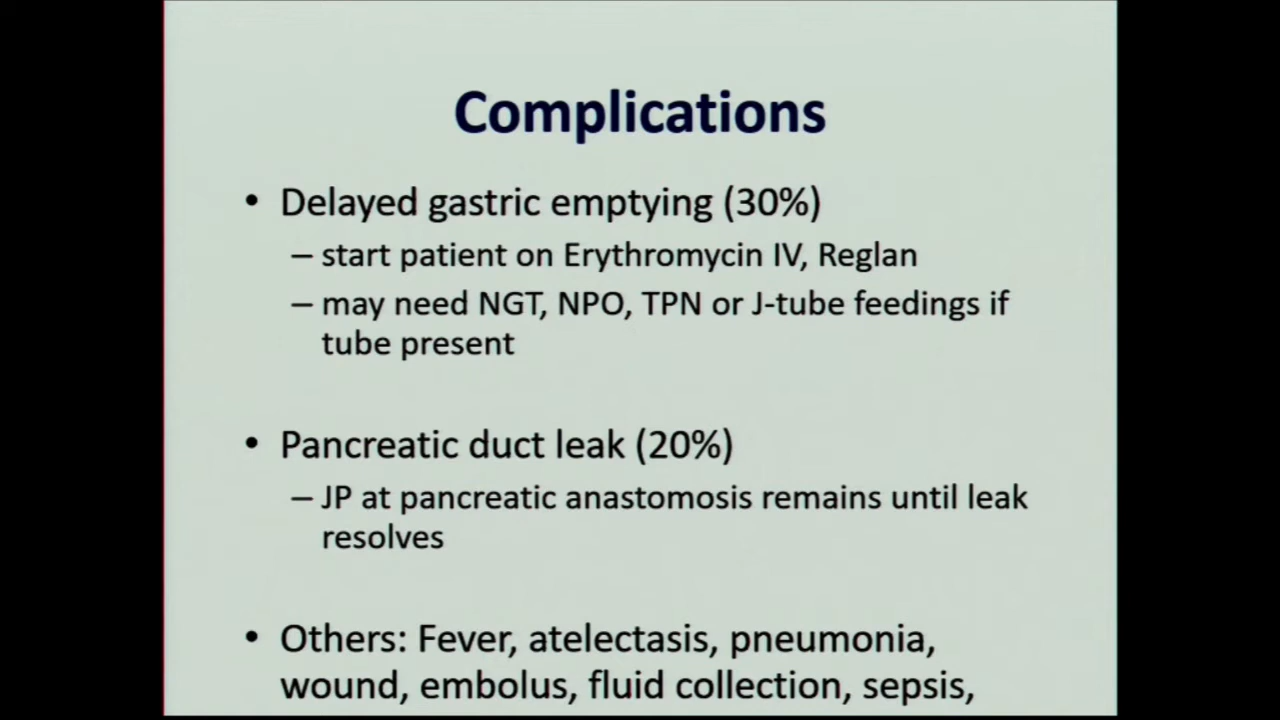 Complications
• Delayed gastric emptying (30%)
– start patient on Erythromycin IV, Reglan
– may need NGT, NPO, TPN or J-tube feedings if
tube present
• Pancreatic duct leak (20%)
– JP at pancreatic anastomosis remains until leak
resolves
• Others: Fever, atelectasis, pneumonia,
wound, embolus, fluid collection, sepsis,